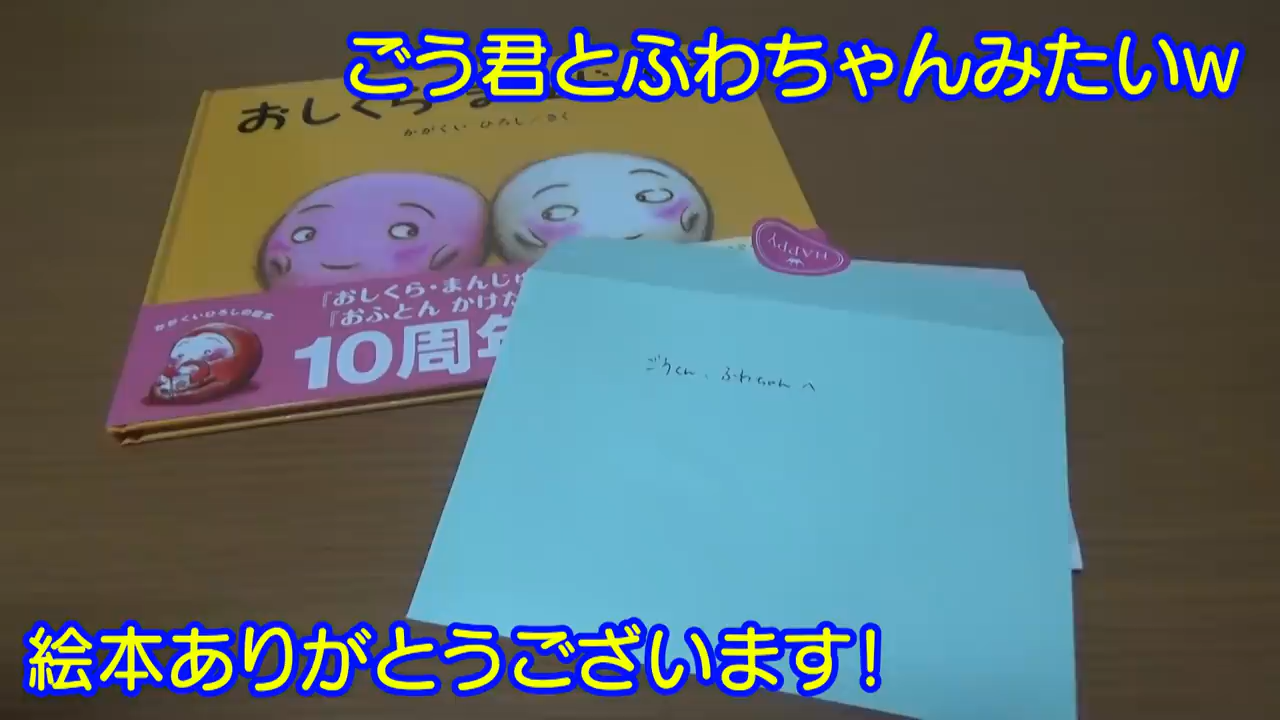 ごう君とふわちゃんみたいw
おしくら
かがくい ひろし/さく
HAPPY
『おしくら・まんじゅ
『おふとん かけた
かがくいひろしの絵本
10周年
ごうくん、ふわちゃんへ
絵本ありがとうございます!